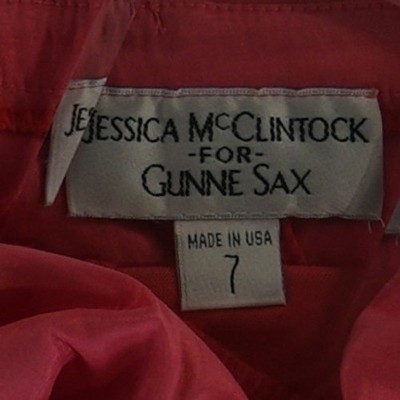 JESSICA McCLINTOCK
-FOR-
GUNNE SAX
MADE IN USA
7